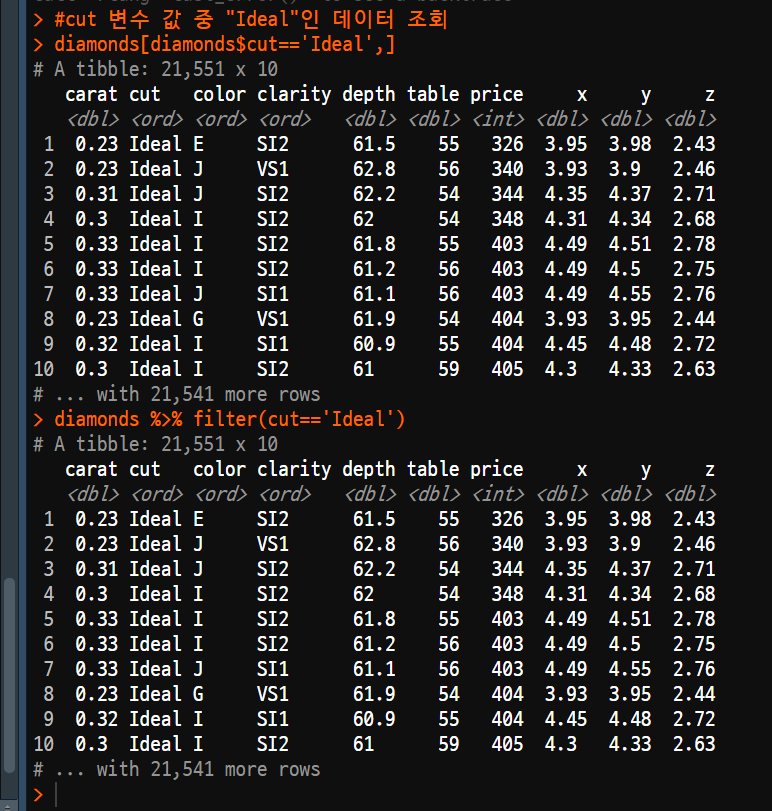 > #cut 변수 값 중 "Ideal"인 데이터 조회
> diamonds[diamonds$cut=='Ideal',]
# A tibble: 21,551 x 10
   carat cut   color clarity depth table price     x     y     z
   <dbl> <ord> <ord> <ord>   <dbl> <dbl> <int> <dbl> <dbl> <dbl>
 1  0.23 Ideal E     SI2      61.5    55   326  3.95  3.98  2.43
 2  0.23 Ideal J     VS1      62.8    56   340  3.93  3.9   2.46
 3  0.31 Ideal J     SI2      62.2    54   344  4.35  4.37  2.71
 4  0.3  Ideal I     SI2      62      54   348  4.31  4.34  2.68
 5  0.33 Ideal I     SI2      61.8    55   403  4.49  4.51  2.78
 6  0.33 Ideal I     SI2      61.2    56   403  4.49  4.5   2.75
 7  0.33 Ideal J     SI1      61.1    56   403  4.49  4.55  2.76
 8  0.23 Ideal G     VS1      61.9    54   404  3.93  3.95  2.44
 9  0.32 Ideal I     SI1      60.9    55   404  4.45  4.48  2.72
10  0.3  Ideal I     SI2      61      59   405  4.3   4.33  2.63
# ... with 21,541 more rows
> diamonds %>% filter(cut=='Ideal')
# A tibble: 21,551 x 10
   carat cut   color clarity depth table price     x     y     z
   <dbl> <ord> <ord> <ord>   <dbl> <dbl> <int> <dbl> <dbl> <dbl>
 1  0.23 Ideal E     SI2      61.5    55   326  3.95  3.98  2.43
 2  0.23 Ideal J     VS1      62.8    56   340  3.93  3.9   2.46
 3  0.31 Ideal J     SI2      62.2    54   344  4.35  4.37  2.71
 4  0.3  Ideal I     SI2      62      54   348  4.31  4.34  2.68
 5  0.33 Ideal I     SI2      61.8    55   403  4.49  4.51  2.78
 6  0.33 Ideal I     SI2      61.2    56   403  4.49  4.5   2.75
 7  0.33 Ideal J     SI1      61.1    56   403  4.49  4.55  2.76
 8  0.23 Ideal G     VS1      61.9    54   404  3.93  3.95  2.44
 9  0.32 Ideal I     SI1      60.9    55   404  4.45  4.48  2.72
10  0.3  Ideal I     SI2      61      59   405  4.3   4.33  2.63
# ... with 21,541 more rows
>